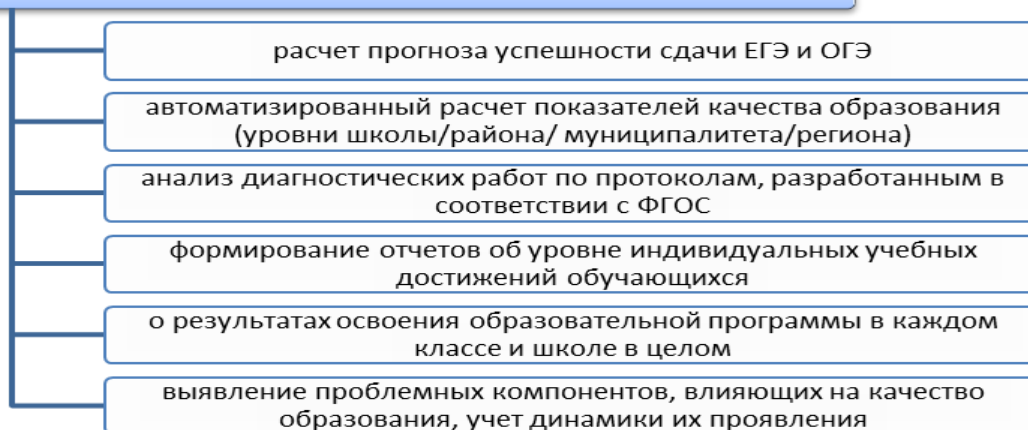 расчет прогноза успешности сдачи ЕГЭ и ОГЭ
автоматизированный расчет показателей качества образования
(уровни школы/района/ муниципалитета/региона)
анализ диагностических работ по протоколам, разработанным в
соответствии с ФГОС
формирование отчетов об уровне индивидуальных учебных
достижений обучающихся
о результатах освоения образовательной программы в каждом
классе и школе в целом
выявление проблемных компонентов, влияющих на качество
образования, учет динамики их проявления